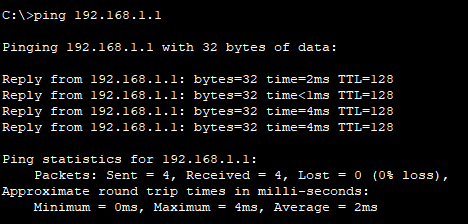 C:\>ping 192.168.1.1
Pinging 192.168.1.1 with 32 bytes of data:
Reply from 192.168.1.1: bytes=32 time=2ms TTL=128
Reply from 192.168.1.1: bytes=32 time<1ms TTL=128
Reply from 192.168.1.1: bytes=32 time=4ms TTL=128
Reply from 192.168.1.1: bytes=32 time=4ms TTL=128
Ping statistics for 192.168.1.1:
    Packets: Sent = 4, Received = 4, Lost = 0 (0% loss),
Approximate round trip times in milli-seconds:
    Minimum = 0ms, Maximum = 4ms, Average = 2ms